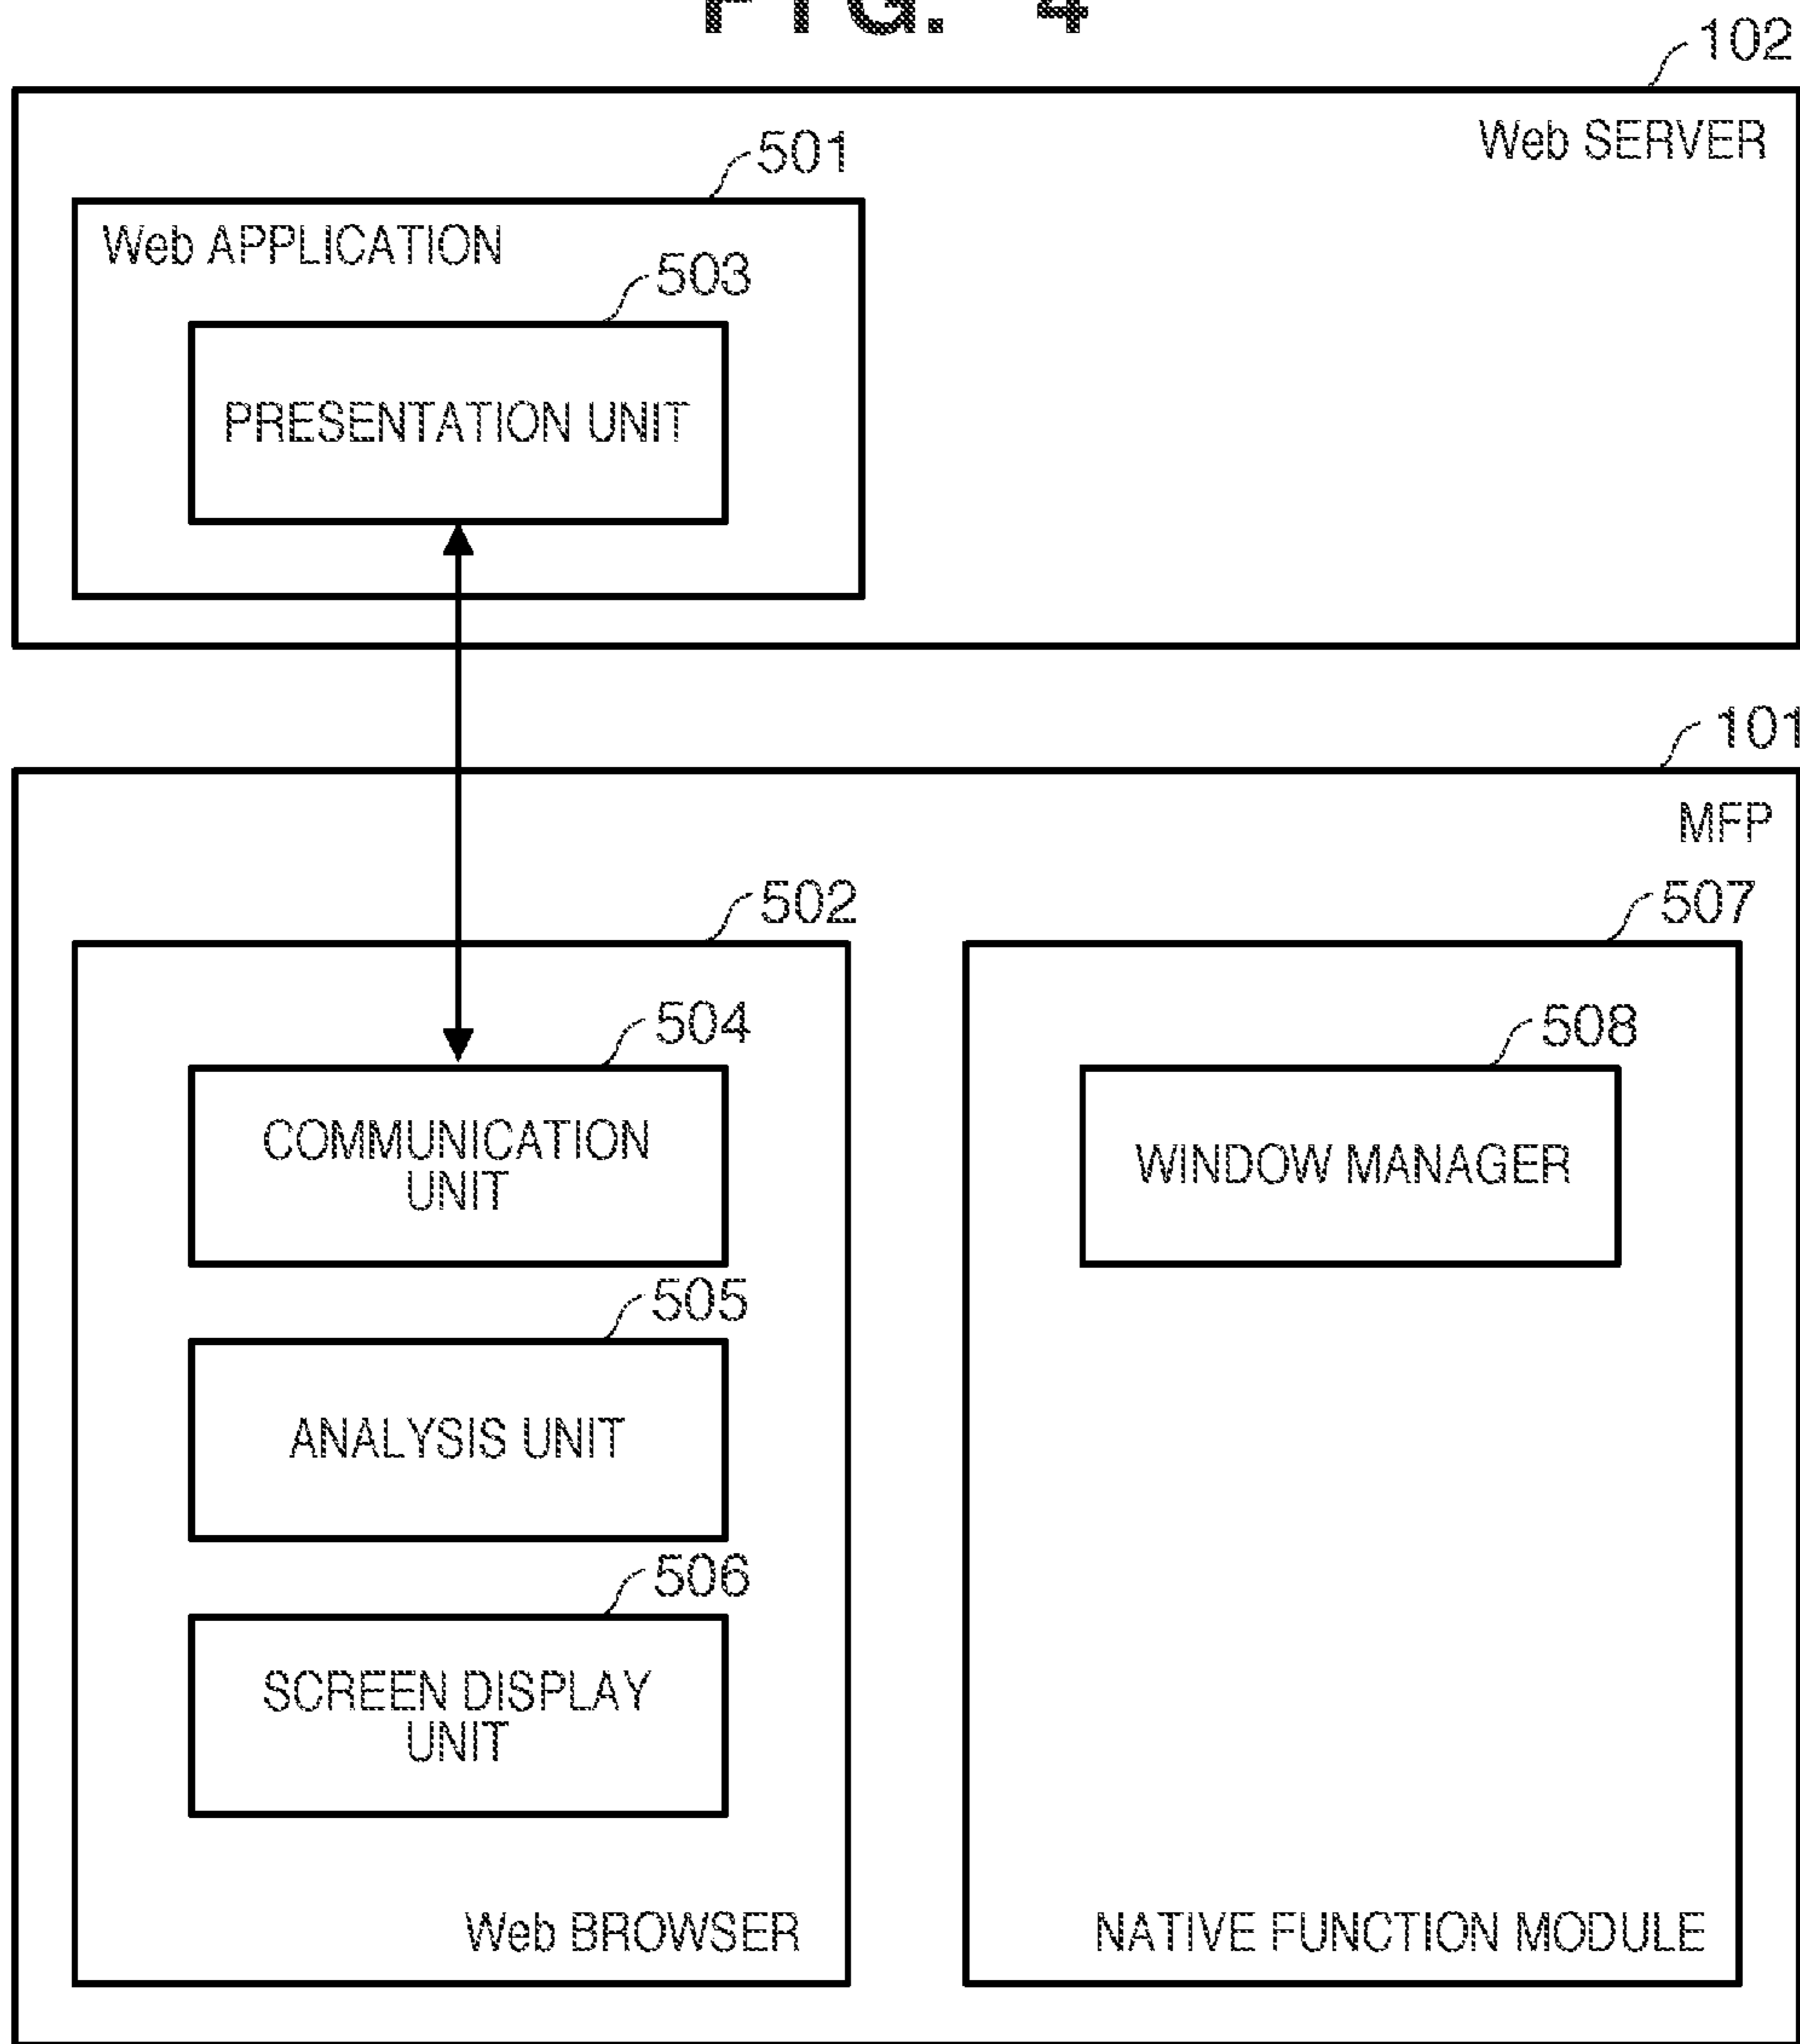 FIG. 4
102
Web SERVER
501
Web APPLICATION
503
PRESENTATION UNIT
101
MFP
502
507
504
508
COMMUNICATION
UNIT
WINDOW MANAGER
505
ANALYSIS UNIT
506
SCREEN DISPLAY
UNIT
Web BROWSER
NATIVE FUNCTION MODULE